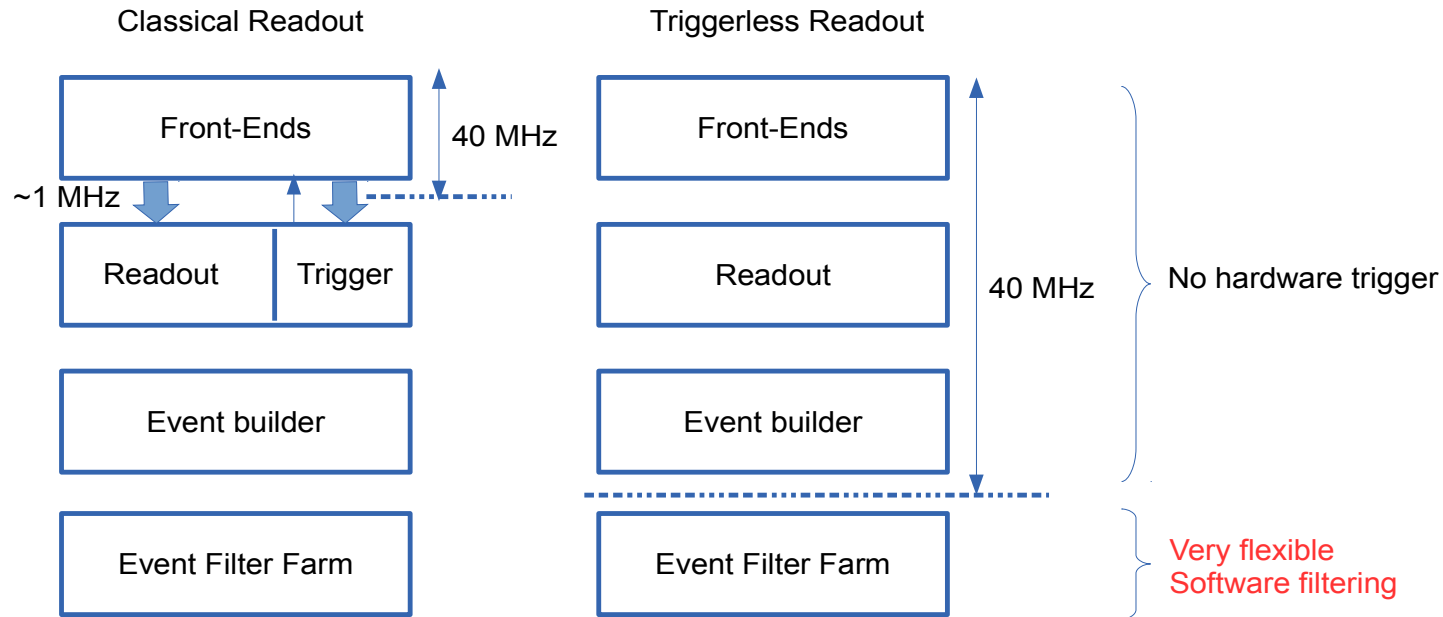 Classical Readout
Triggerless Readout
Front-Ends
40 MHz
~1 MHz
Readout
Trigger
Event builder
Event Filter Farm
Front-Ends
Readout
40 MHz
Event builder
Event Filter Farm
No hardware trigger
Very flexible
Software filtering